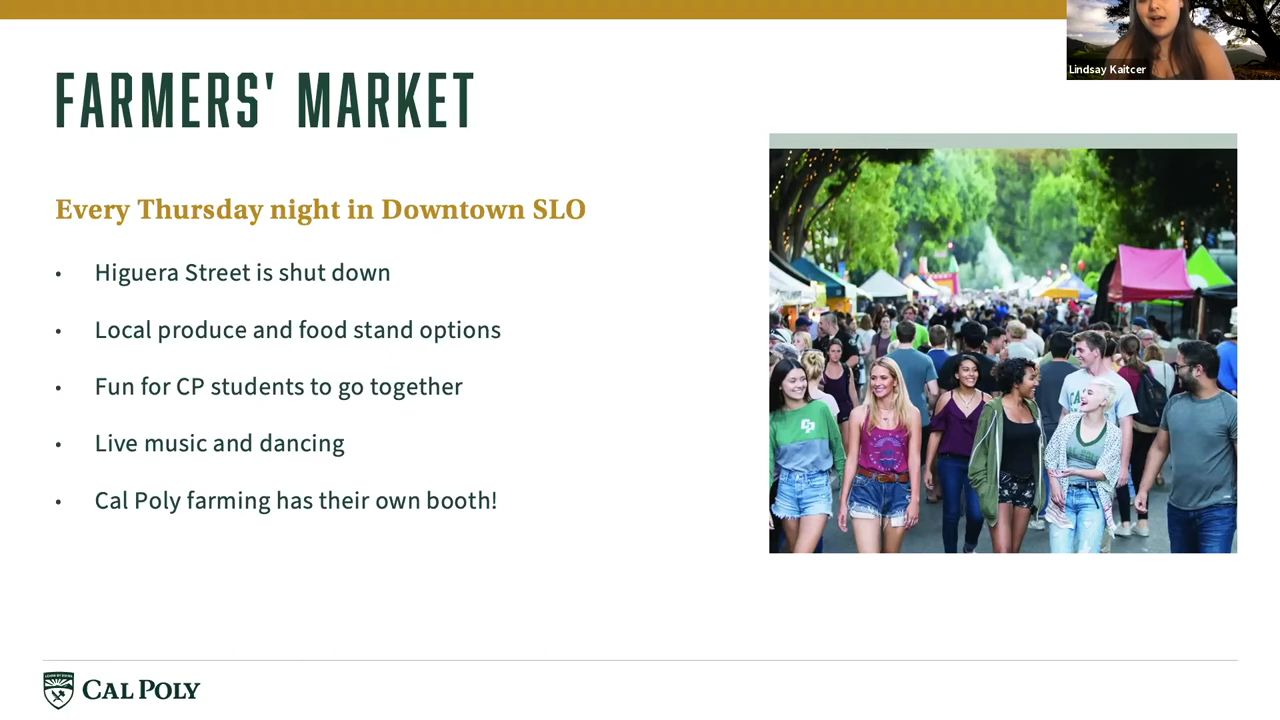 Lindsay Kaitcer
FARMERS' MARKET
Every Thursday night in Downtown SLO
• Higuera Street is shut down
• Local produce and food stand options
• Fun for CP students to go together
• Live music and dancing
• Cal Poly farming has their own booth!
CP
CAL POLY